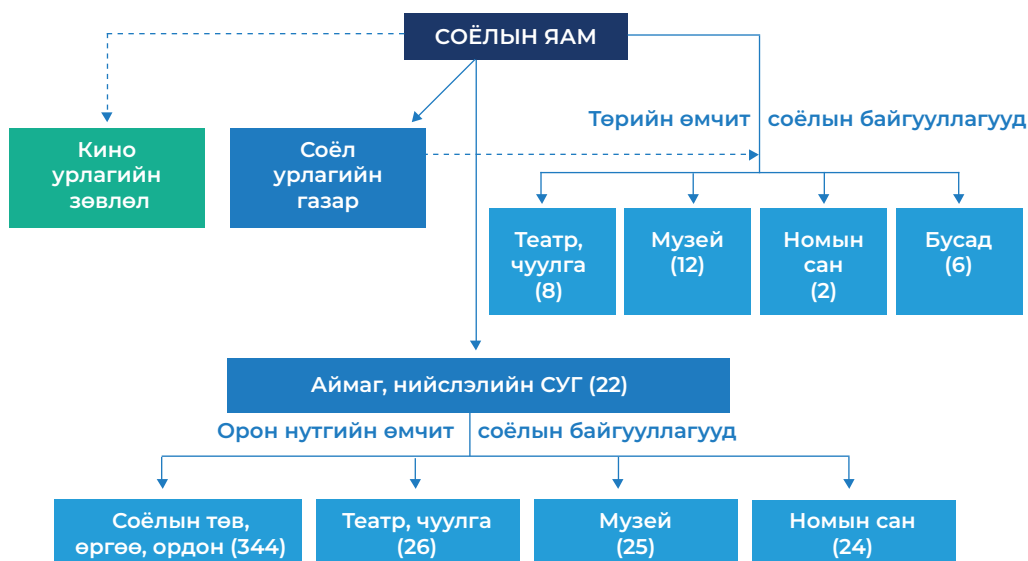 СОЁЛЫН ЯАМ
Төрийн өмчит соёлын байгууллагууд
Кино
урлагийн
зөвлөл
Соёл
урлагийн
газар
Театр,
чуулга
(8)
Музей
(12)
Номын
сан
(2)
Бусад
(6)
Аймаг, нийслэлийн СУГ (22)
Орон нутгийн өмчит соёлын байгууллагууд
Соёлын төв,
өргөө, ордон (344)
Театр, чуулга
(26)
Музей
(25)
Номын сан
(24)